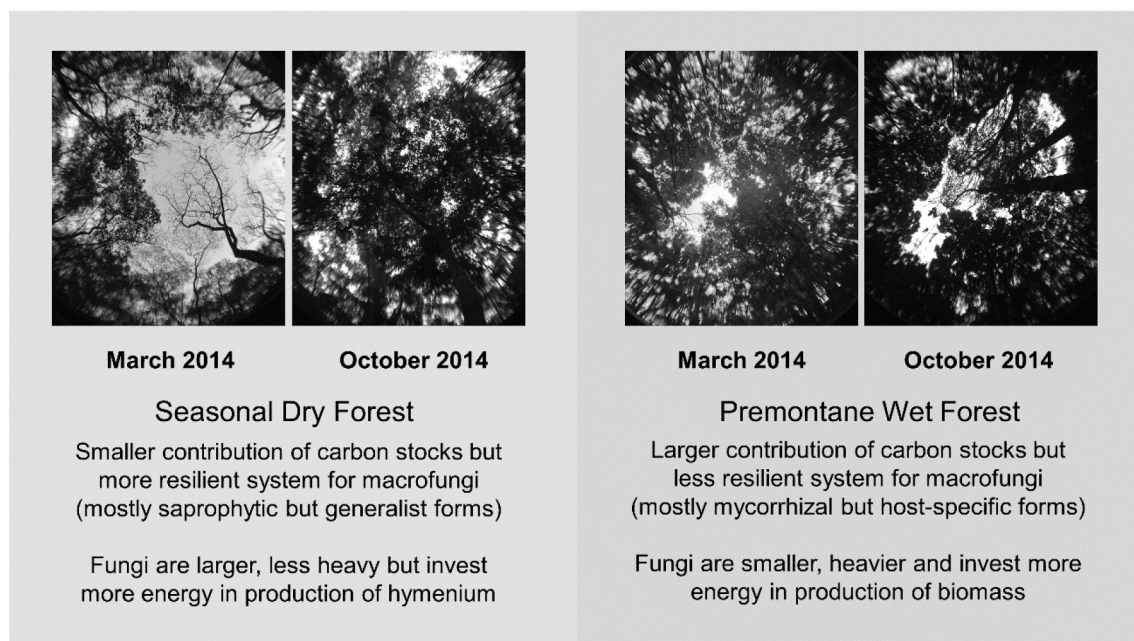 March 2014
October 2014
Seasonal Dry Forest
Smaller contribution of carbon stocks but
more resilient system for macrofungi
(mostly saprophytic but generalist forms)
Fungi are larger, less heavy but invest
more energy in production of hymenium
March 2014
October 2014
Premontane Wet Forest
Larger contribution of carbon stocks but
less resilient system for macrofungi
(mostly mycorrhizal but host-specific forms)
Fungi are smaller, heavier and invest more
energy in production of biomass